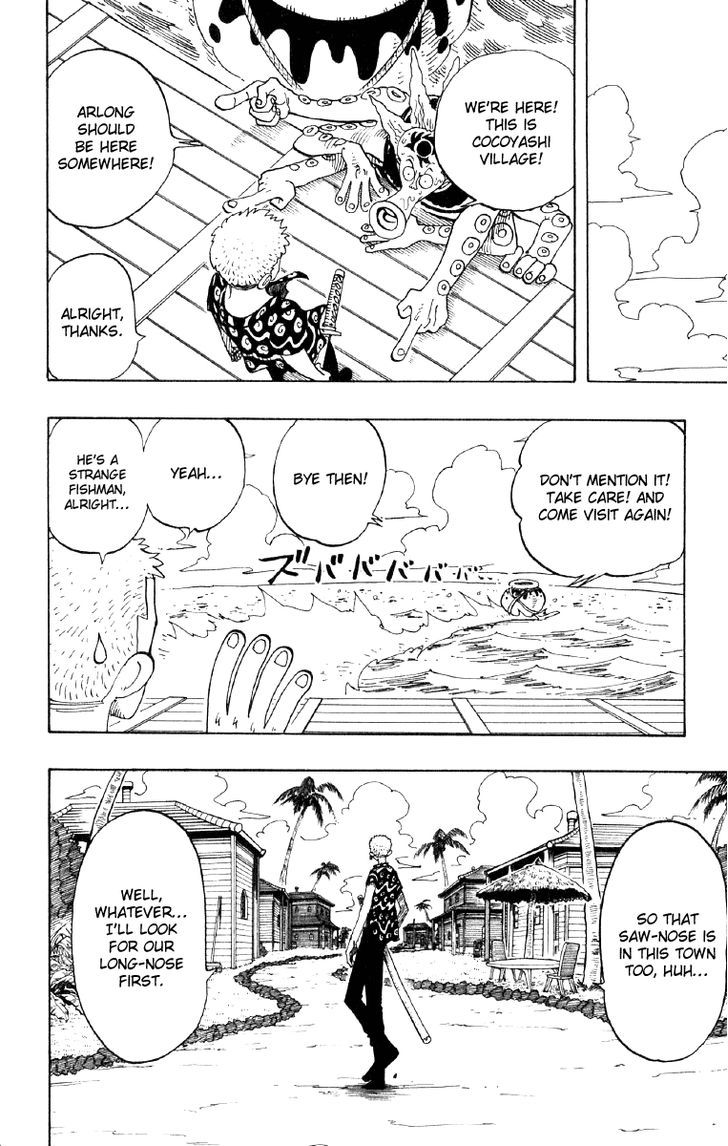 WE'RE HERE!
THIS IS
COCOYASHI
VILLAGE!
ARLONG
SHOULD
BE HERE
SOMEWHERE!
ALRIGHT,
THANKS.
DON'T MENTION IT!
TAKE CARE! AND
COME VISIT AGAIN!
BYE THEN!
YEAH...
HE'S A
STRANGE
FISHMAN,
ALRIGHT...
ズババババババ...
SO THAT
SAW-NOSE IS
IN THIS TOWN
TOO, HUH...
WELL,
WHATEVER...
I'LL LOOK
FOR OUR
LONG-NOSE
FIRST.